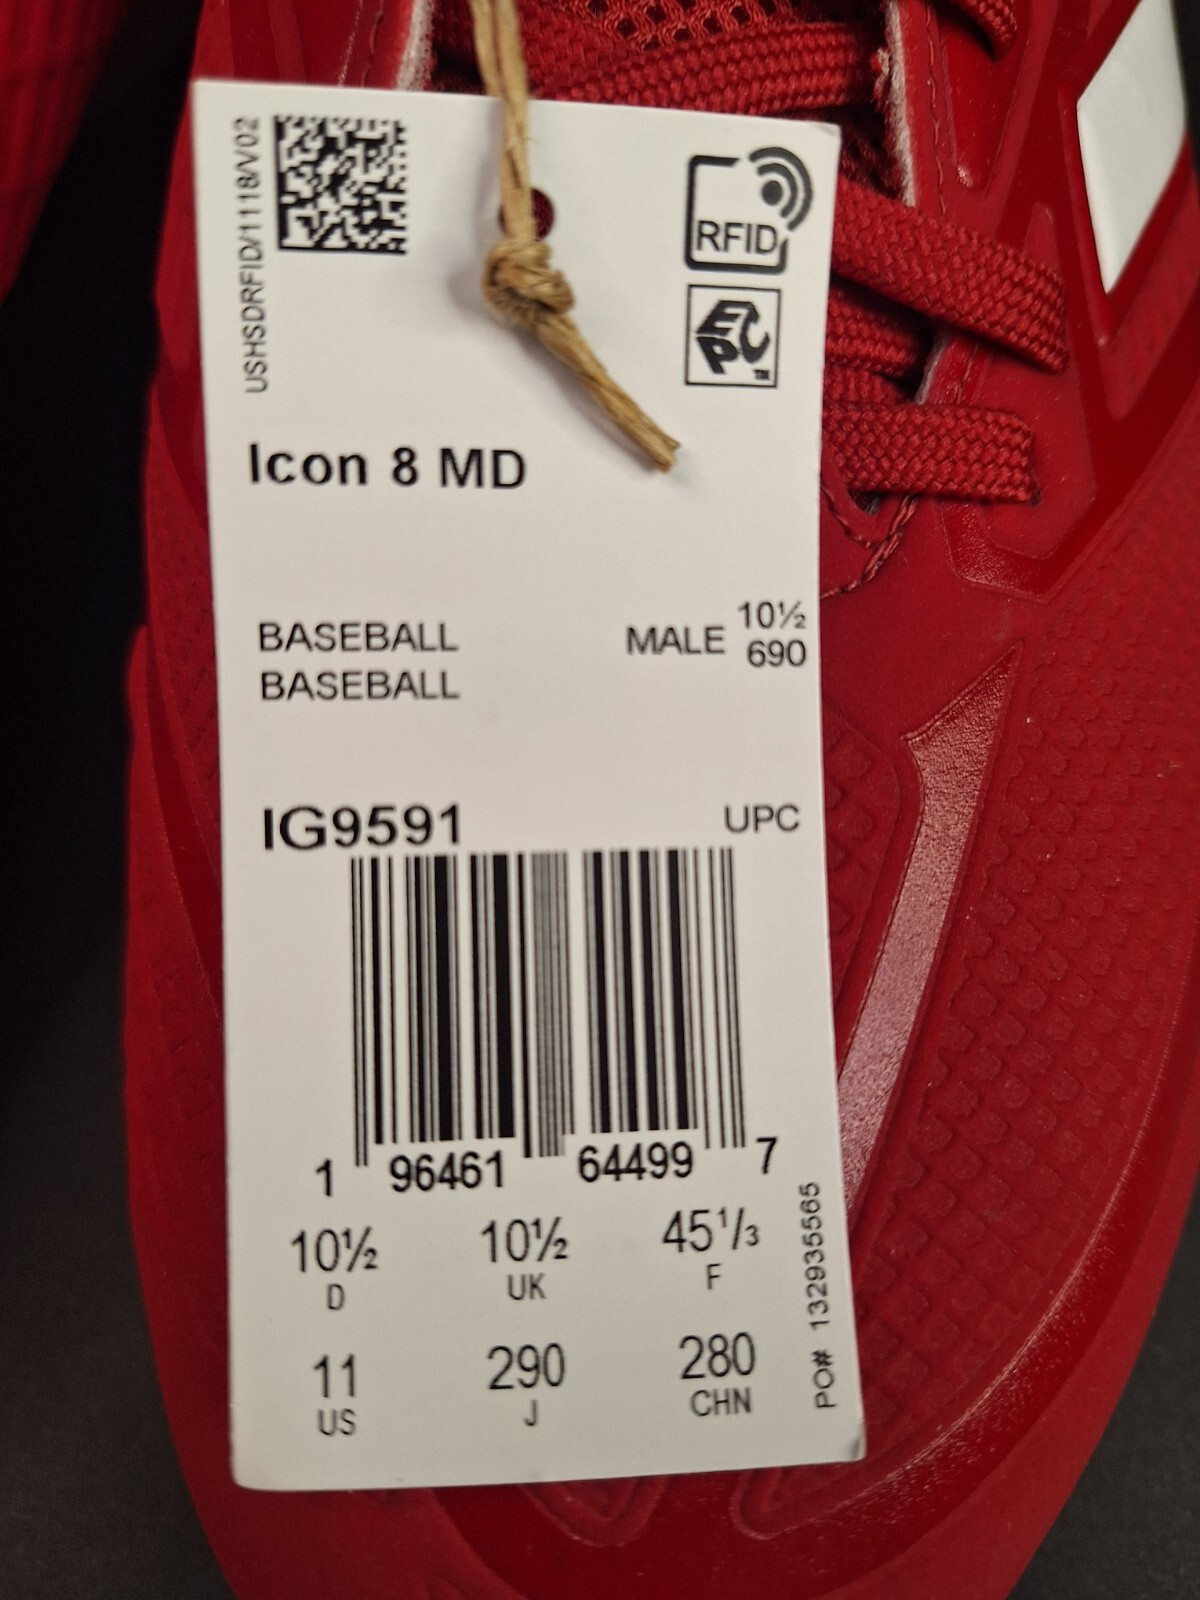 USHSDRFID/1118/V02
RFID
EPC
TM
Icon 8 MD
BASEBALL
BASEBALL
MALE 10½
690
IG9591
UPC
1 96461 64499 7
10½ 10½ 45⅓
D UK F
11 290 280
US J CHN
PO# 132935565